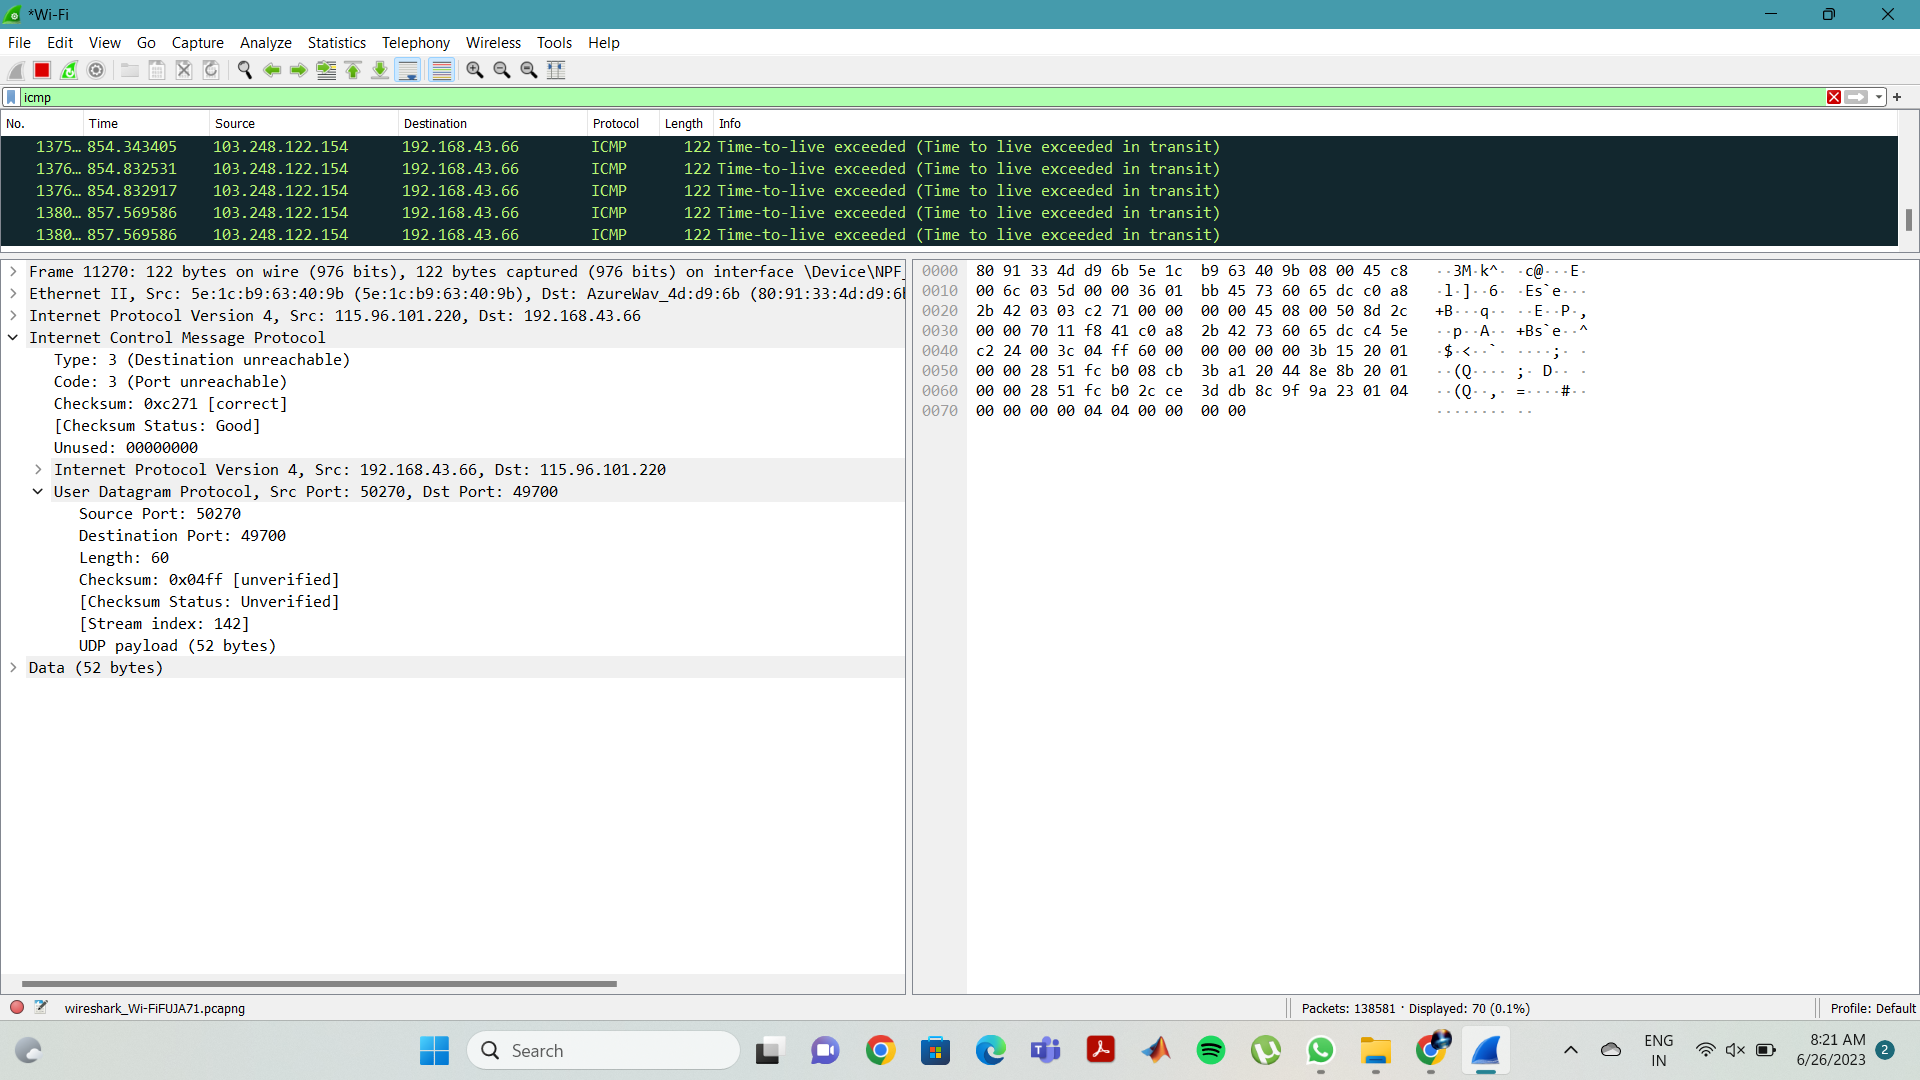 *Wi-Fi
File Edit View Go Capture Analyze Statistics Telephony Wireless Tools Help
icmp
No. Time Source Destination Protocol Length Info
1375… 854.343405 103.248.122.154 192.168.43.66 ICMP 122 Time-to-live exceeded (Time to live exceeded in transit)
1376… 854.832531 103.248.122.154 192.168.43.66 ICMP 122 Time-to-live exceeded (Time to live exceeded in transit)
1376… 854.832917 103.248.122.154 192.168.43.66 ICMP 122 Time-to-live exceeded (Time to live exceeded in transit)
1380… 857.569586 103.248.122.154 192.168.43.66 ICMP 122 Time-to-live exceeded (Time to live exceeded in transit)
1380… 857.569586 103.248.122.154 192.168.43.66 ICMP 122 Time-to-live exceeded (Time to live exceeded in transit)
Frame 11270: 122 bytes on wire (976 bits), 122 bytes captured (976 bits) on interface \Device\NPF_
Ethernet II, Src: 5e:1c:b9:63:40:9b (5e:1c:b9:63:40:9b), Dst: AzureWav_4d:d9:6b (80:91:33:4d:d9:6b
Internet Protocol Version 4, Src: 115.96.101.220, Dst: 192.168.43.66
Internet Control Message Protocol
Type: 3 (Destination unreachable)
Code: 3 (Port unreachable)
Checksum: 0xc271 [correct]
[Checksum Status: Good]
Unused: 00000000
Internet Protocol Version 4, Src: 192.168.43.66, Dst: 115.96.101.220
User Datagram Protocol, Src Port: 50270, Dst Port: 49700
Source Port: 50270
Destination Port: 49700
Length: 60
Checksum: 0x04ff [unverified]
[Checksum Status: Unverified]
[Stream index: 142]
UDP payload (52 bytes)
Data (52 bytes)
0000 80 91 33 4d d9 6b 5e 1c b9 63 40 9b 08 00 45 c8 ··3M·k^· ·c@···E·
0010 00 6c 03 5d 00 00 36 01 bb 45 73 60 65 dc c0 a8 ·l·]··6· ·Es`e···
0020 2b 42 03 03 c2 71 00 00 00 00 45 08 00 50 8d 2c +B···q·· ··E··P·,
0030 00 00 70 11 f8 41 c0 a8 2b 42 73 60 65 dc c4 5e ··p··A·· +Bs`e··^
0040 c2 24 00 3c 04 ff 60 00 00 00 00 00 3b 15 20 01 ·$·<··`· ····;· ·
0050 00 00 28 51 fc b0 08 cb 3b a1 20 44 8e 8b 20 01 ··(Q···· ;· D·· ·
0060 00 00 28 51 fc b0 2c ce 3d db 8c 9f 9a 23 01 04 ··(Q··,· =····#··
0070 00 00 00 00 04 04 00 00 00 00 ········ ··
wireshark_Wi-FiFUJA71.pcapng
Packets: 138581 · Displayed: 70 (0.1%)
Profile: Default
Search
ENG
IN
8:21 AM
6/26/2023
2